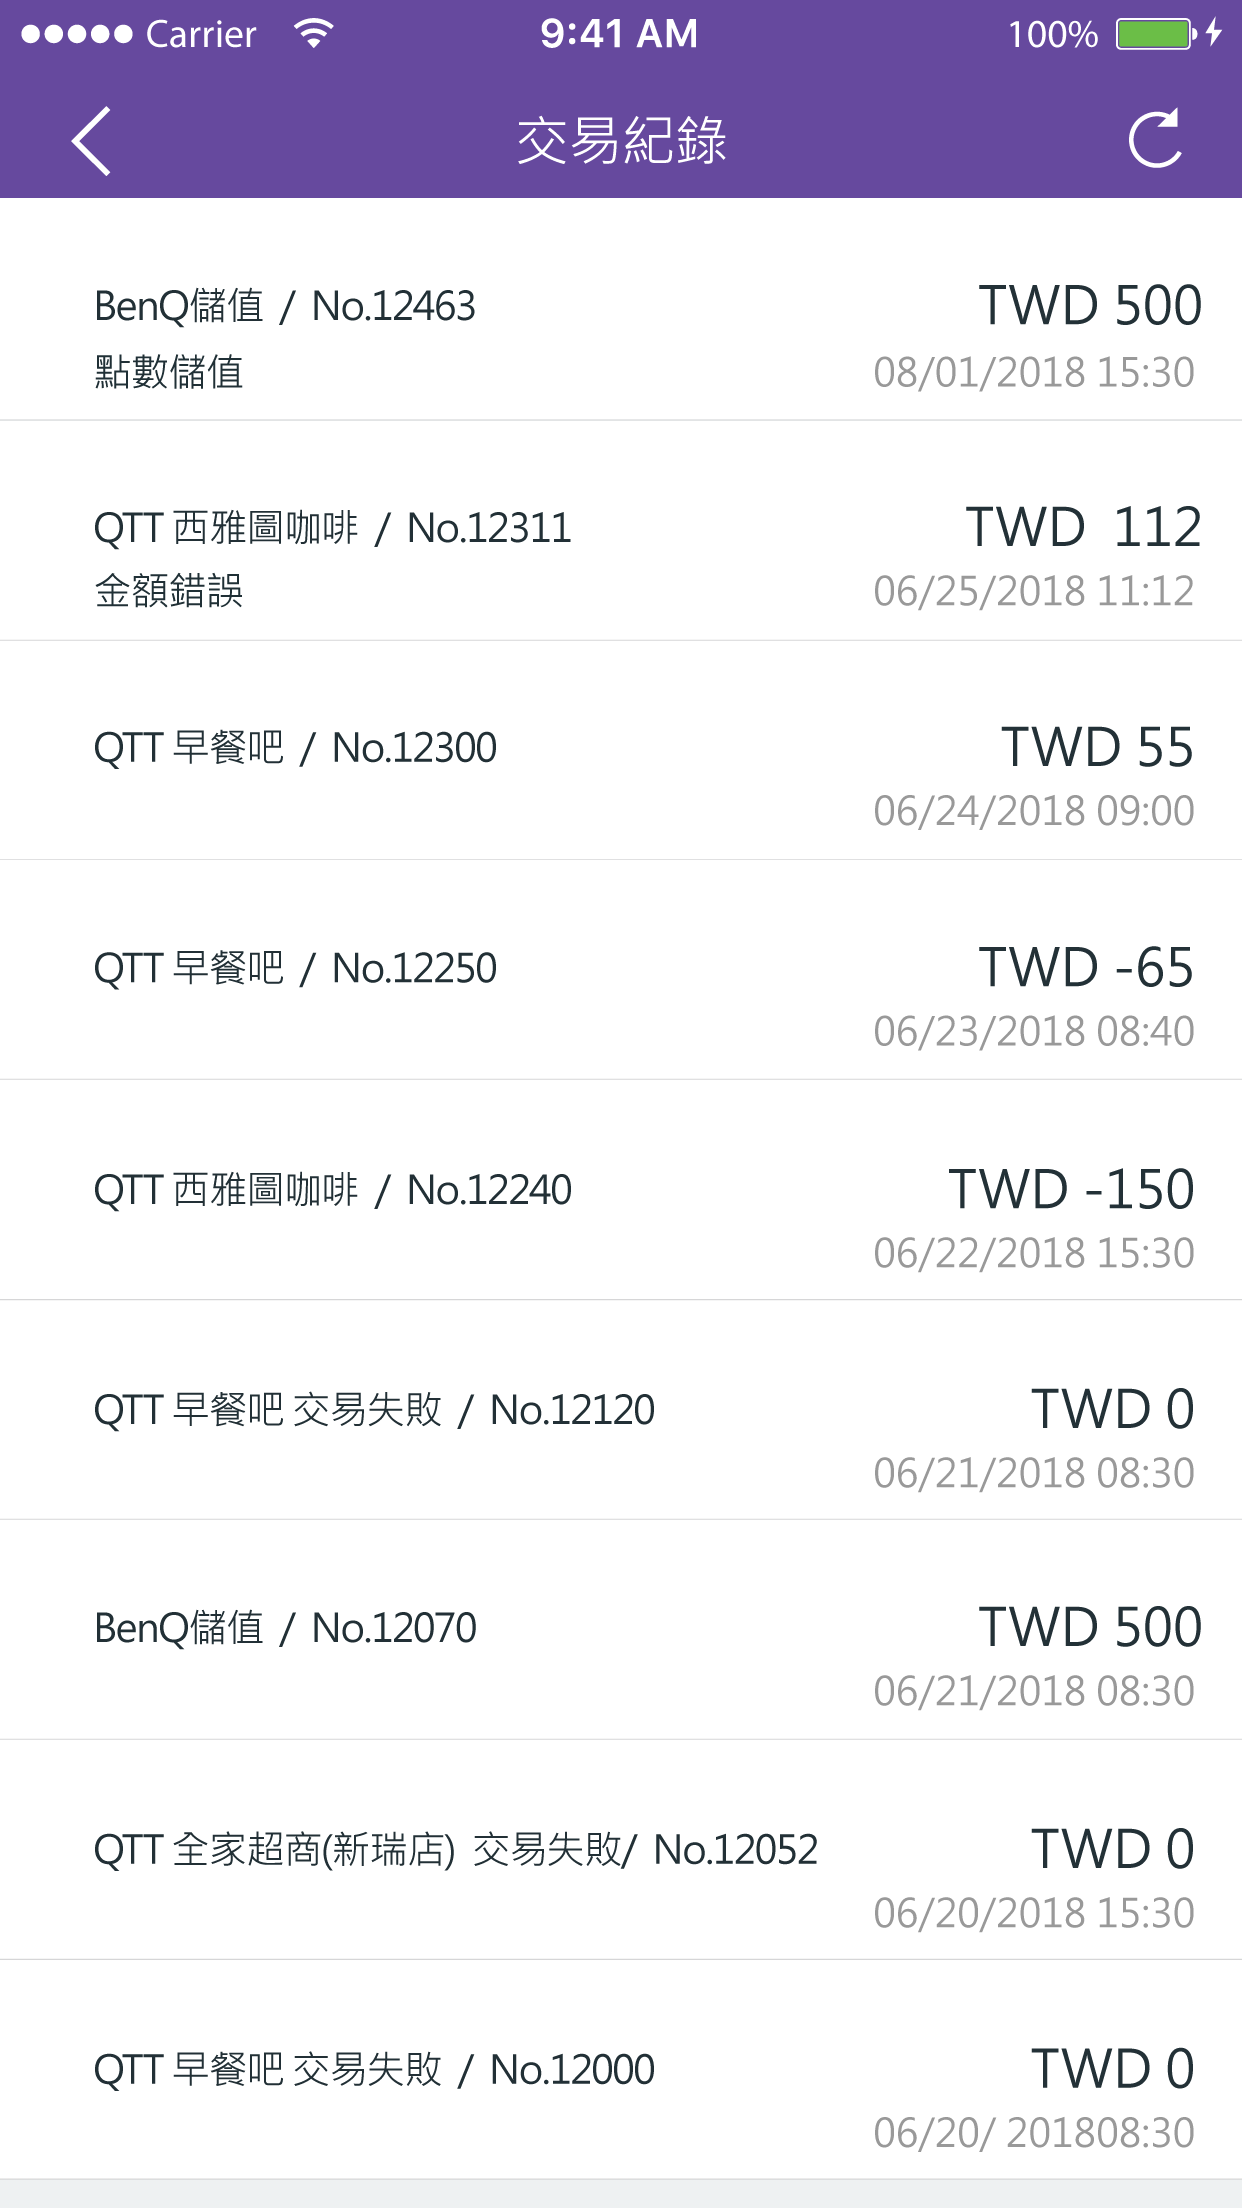 Carrier 9:41 AM 100%
交易紀錄
BenQ儲值 / No.12463 TWD 500
點數儲值 08/01/2018 15:30
QTT 西雅圖咖啡 / No.12311 TWD 112
金額錯誤 06/25/2018 11:12
QTT 早餐吧 / No.12300 TWD 55
06/24/2018 09:00
QTT 早餐吧 / No.12250 TWD -65
06/23/2018 08:40
QTT 西雅圖咖啡 / No.12240 TWD -150
06/22/2018 15:30
QTT 早餐吧 交易失敗 / No.12120 TWD 0
06/21/2018 08:30
BenQ儲值 / No.12070 TWD 500
06/21/2018 08:30
QTT 全家超商(新瑞店) 交易失敗/ No.12052 TWD 0
06/20/2018 15:30
QTT 早餐吧 交易失敗 / No.12000 TWD 0
06/20/ 201808:30